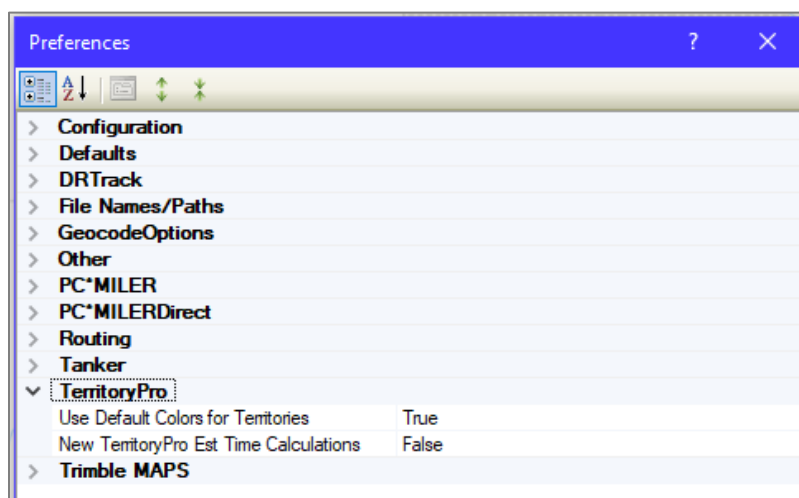 Preferences ?
Configuration
Defaults
DRTrack
File Names/Paths
GeocodeOptions
Other
PC*MILER
PC*MILERDirect
Routing
Tanker
TerritoryPro
Use Default Colors for Territories True
New TerritoryPro Est Time Calculations False
Trimble MAPS